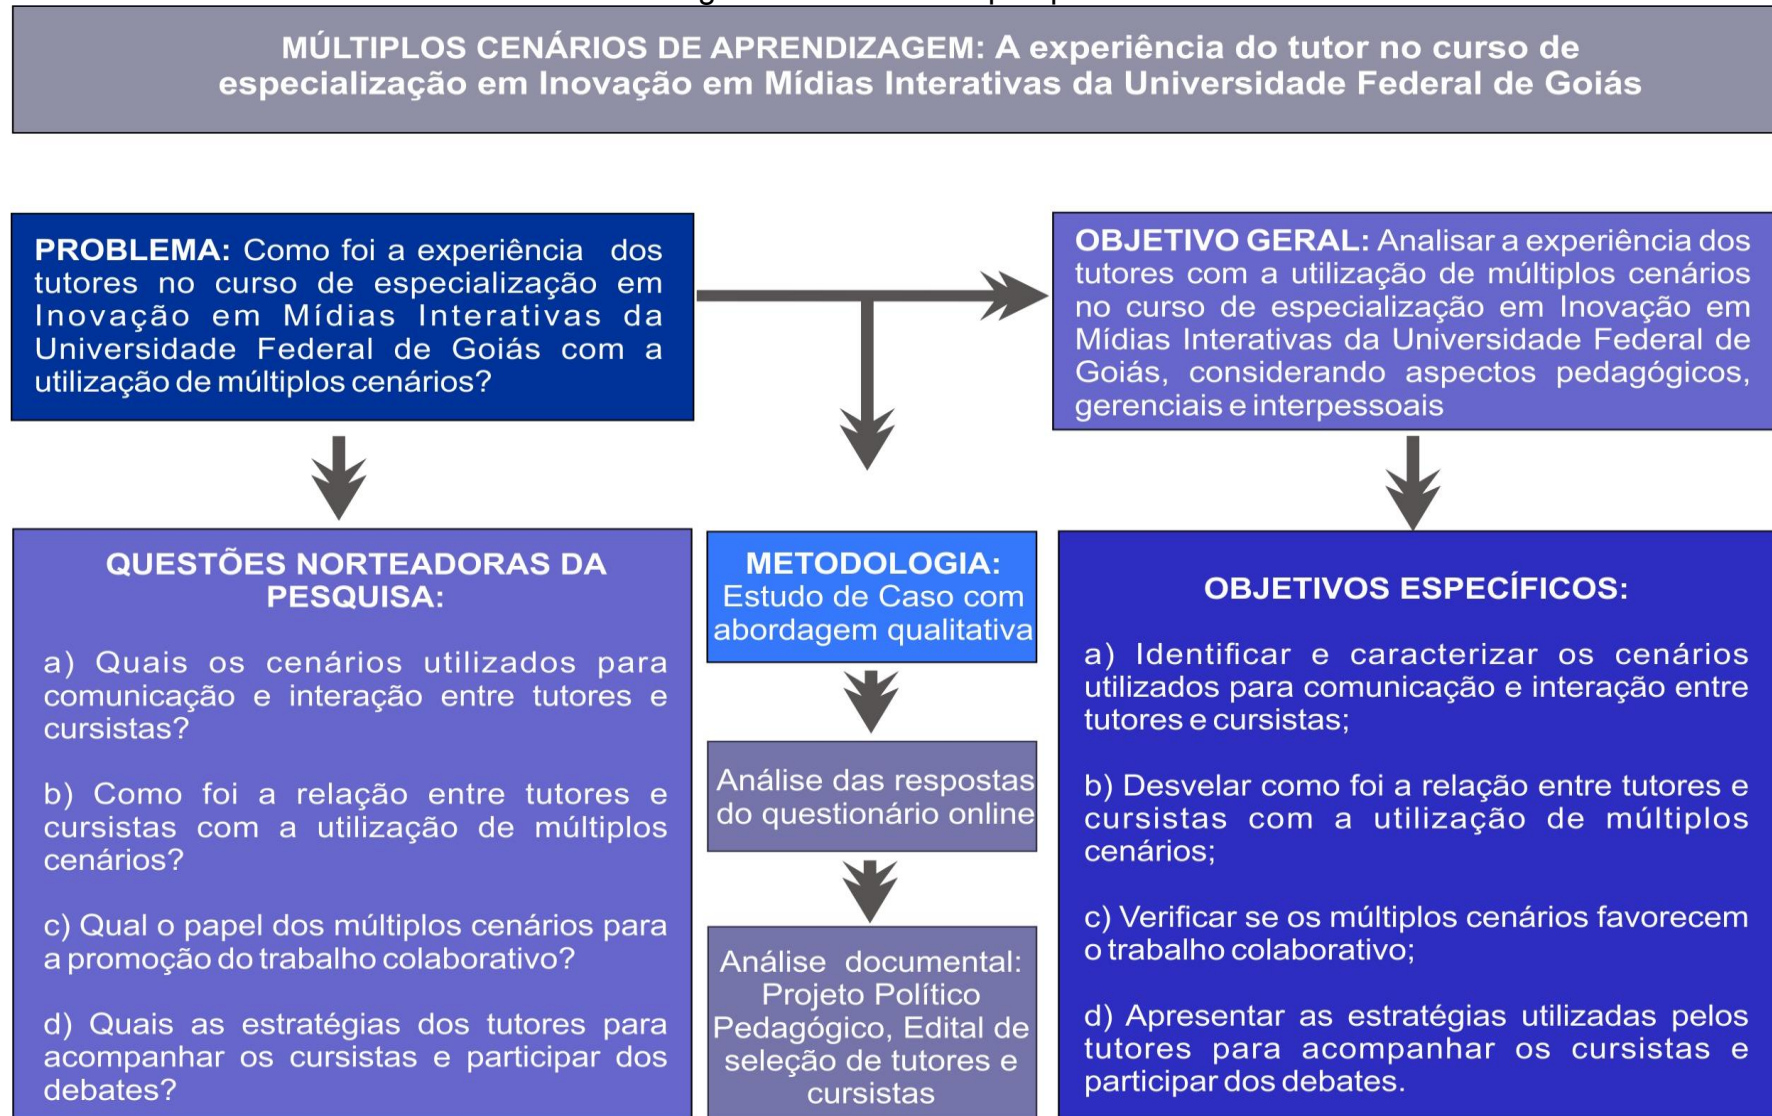 MÚLTIPLOS CENÁRIOS DE APRENDIZAGEM: A experiência do tutor no curso de
especialização em Inovação em Mídias Interativas da Universidade Federal de Goiás
PROBLEMA: Como foi a experiência dos
tutores no curso de especialização em
Inovação em Mídias Interativas da
Universidade Federal de Goiás com a
utilização de múltiplos cenários?
OBJETIVO GERAL: Analisar a experiência dos
tutores com a utilização de múltiplos cenários
no curso de especialização em Inovação em
Mídias Interativas da Universidade Federal de
Goiás, considerando aspectos pedagógicos,
gerenciais e interpessoais
QUESTÕES NORTEADORAS DA
PESQUISA:
a) Quais os cenários utilizados para
comunicação e interação entre tutores e
cursistas?
b) Como foi a relação entre tutores e
cursistas com a utilização de múltiplos
cenários?
c) Qual o papel dos múltiplos cenários para
a promoção do trabalho colaborativo?
d) Quais as estratégias dos tutores para
acompanhar os cursistas e participar dos
debates?
METODOLOGIA:
Estudo de Caso com
abordagem qualitativa
Análise das respostas
do questionário online
Análise documental:
Projeto Político
Pedagógico, Edital de
seleção de tutores e
cursistas
OBJETIVOS ESPECÍFICOS:
a) Identificar e caracterizar os cenários
utilizados para comunicação e interação entre
tutores e cursistas;
b) Desvelar como foi a relação entre tutores e
cursistas com a utilização de múltiplos
cenários;
c) Verificar se os múltiplos cenários favorecem
o trabalho colaborativo;
d) Apresentar as estratégias utilizadas pelos
tutores para acompanhar os cursistas e
participar dos debates.